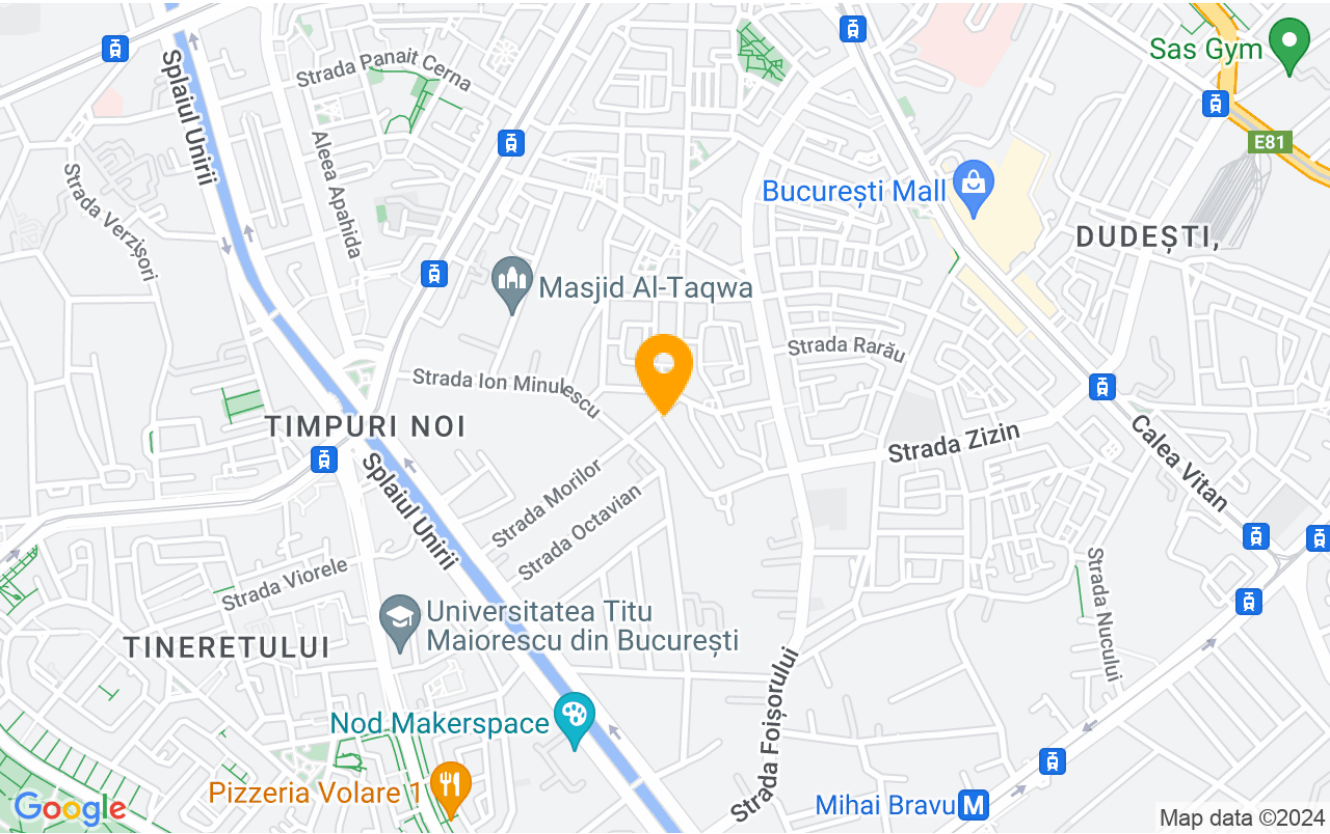 Sas Gym
Strada Panait Cerna
Splaiul Unirii
E81
Aleea Apahida
București Mall
Strada Verzișori
DUDEȘTI,
Masjid Al-Taqwa
Strada Rarău
Strada Ion Minulescu
TIMPURI NOI
Strada Zizin
Calea Vitan
Splaiul Unirii
Strada Morilor
Strada Octavian
Strada Viorele
Strada Nucului
Universitatea Titu
Maiorescu din București
TINERETULUI
Strada Foișorului
Nod Makerspace
Pizzeria Volare 1
Mihai Bravu M
Google
Map data ©2024